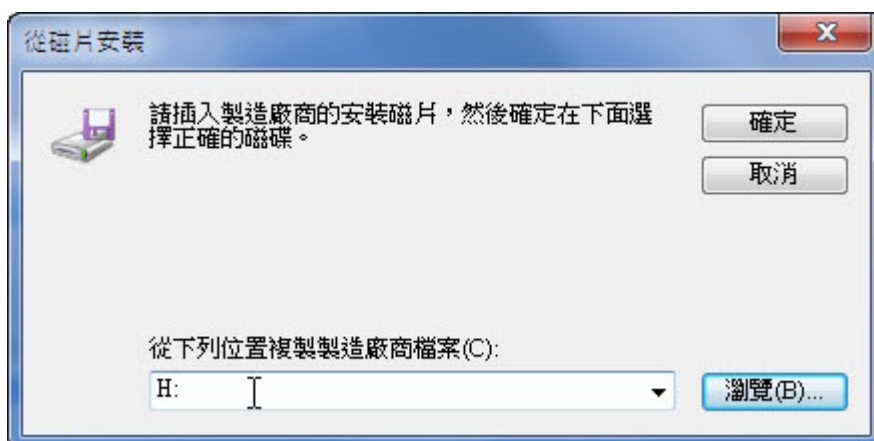 從磁片安裝
請插入製造廠商的安裝磁片，然後確定在下面選
擇正確的磁碟。
確定
取消
從下列位置複製製造廠商檔案(C):
H:
瀏覽(B)...